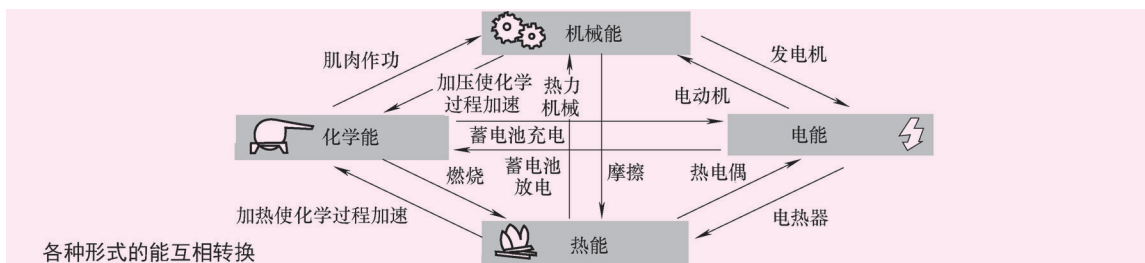 机械能
肌肉作功
发电机
加压使化学
过程加速
热力
机械
电动机
化学能
蓄电池充电
电能
蓄电池
放电
燃烧
摩擦
热电偶
加热使化学过程加速
电热器
热能
各种形式的能互相转换